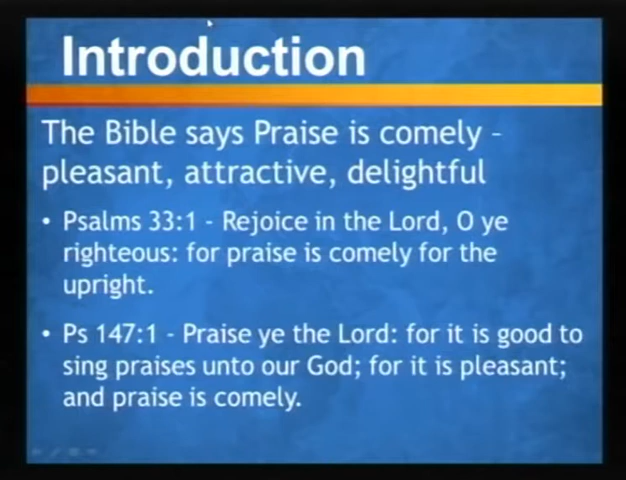 Introduction
The Bible says Praise is comely –
pleasant, attractive, delightful
• Psalms 33:1 - Rejoice in the Lord, O ye
righteous: for praise is comely for the
upright.
• Ps 147:1 - Praise ye the Lord: for it is good to
sing praises unto our God; for it is pleasant;
and praise is comely.